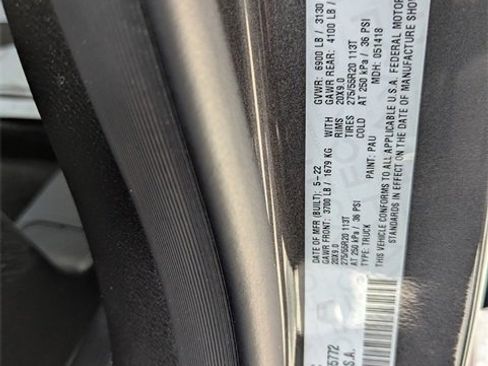 DATE OF MFR (BUILT): 5-22 GVWR: 6900 LB / 3130
GAWR FRONT: 3700 LB / 1679 KG WITH GAWR REAR: 4100 LB /
20X9.0 RIMS 20X9.0
275/55R20 113T TIRES 275/55R20 113T
AT 250 kPa / 36 PSI COLD AT 250 kPa / 36 PSI
TYPE: TRUCK PAINT: PAU MDH: 051418
THIS VEHICLE CONFORMS TO ALL APPLICABLE U.S.A. FEDERAL MOTOR
STANDARDS IN EFFECT ON THE DATE OF MANUFACTURE SHOWN
5772
S.A.